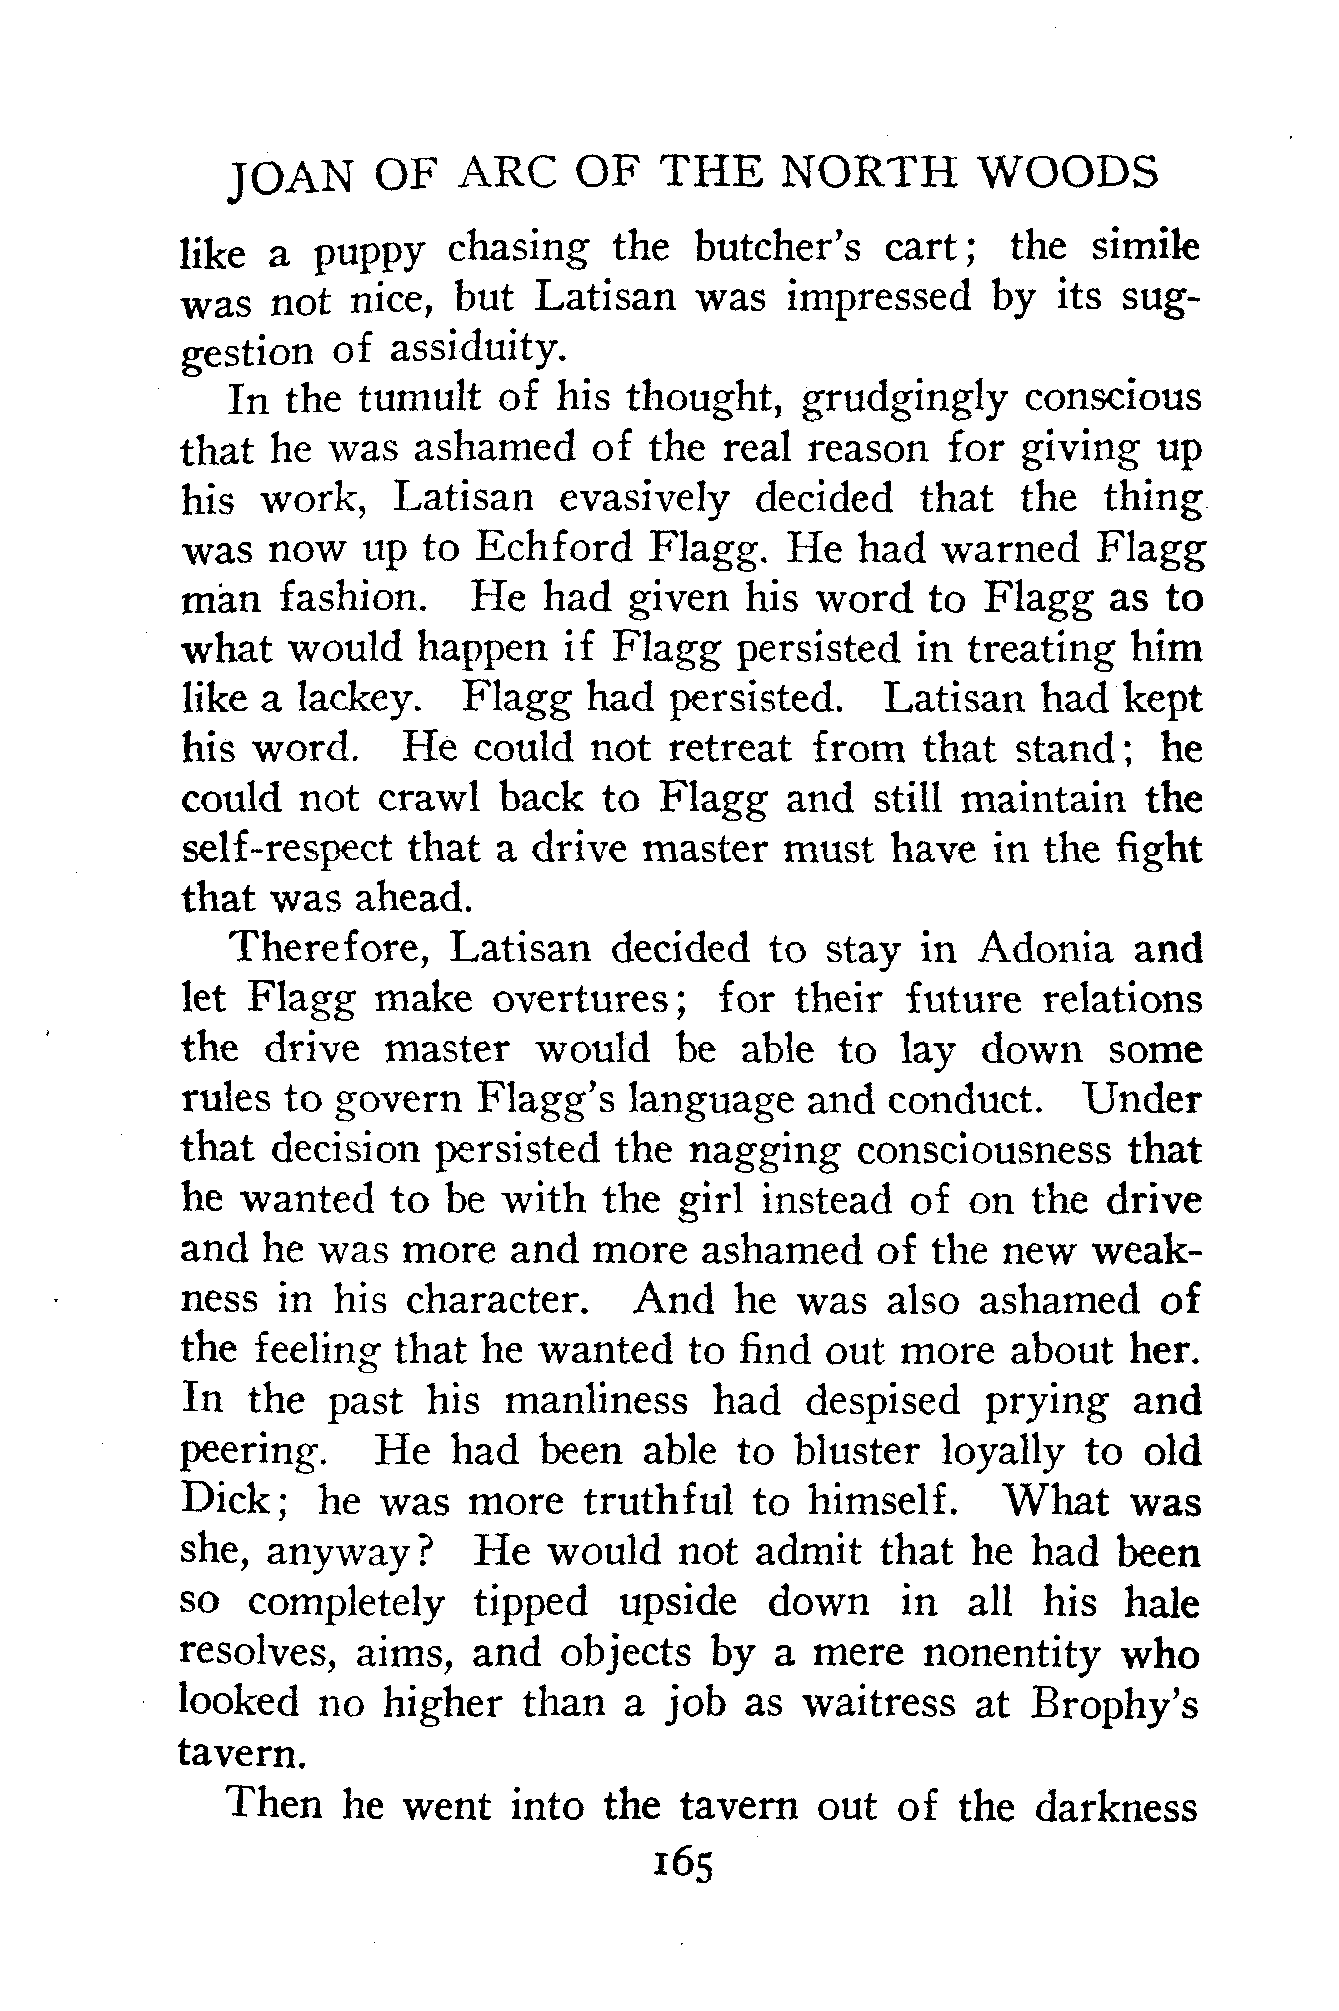 JOAN OF ARC OF THE NORTH WOODS
like a puppy chasing the butcher's cart; the simile
was not nice, but Latisan was impressed by its sug-
gestion of assiduity.
In the tumult of his thought, grudgingly conscious
that he was ashamed of the real reason for giving up
his work, Latisan evasively decided that the thing
was now up to Echford Flagg. He had warned Flagg
man fashion. He had given his word to Flagg as to
what would happen if Flagg persisted in treating him
like a lackey. Flagg had persisted. Latisan had kept
his word. He could not retreat from that stand; he
could not crawl back to Flagg and still maintain the
self-respect that a drive master must have in the fight
that was ahead.
Therefore, Latisan decided to stay in Adonia and
let Flagg make overtures; for their future relations
the drive master would be able to lay down some
rules to govern Flagg's language and conduct. Under
that decision persisted the nagging consciousness that
he wanted to be with the girl instead of on the drive
and he was more and more ashamed of the new weak-
ness in his character. And he was also ashamed of
the feeling that he wanted to find out more about her.
In the past his manliness had despised prying and
peering. He had been able to bluster loyally to old
Dick; he was more truthful to himself. What was
she, anyway? He would not admit that he had been
so completely tipped upside down in all his hale
resolves, aims, and objects by a mere nonentity who
looked no higher than a job as waitress at Brophy's
tavern.
Then he went into the tavern out of the darkness
165